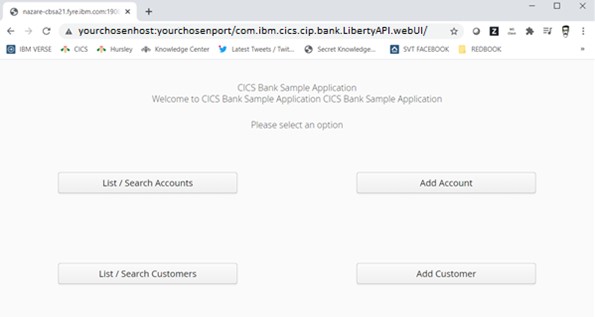 nazare-cbsa21.fyre.ibm.com:190
yourchosenhost:yourchosenport/com.ibm.cics.cip.bank.LibertyAPI.webUI/
IBM VERSE CICS Hursley Knowledge Center Latest Tweets / Twit... Secret Knowledge... SVT FACEBOOK REDBOOK »
CICS Bank Sample Application
Welcome to CICS Bank Sample Application CICS Bank Sample Application
Please select an option
List / Search Accounts Add Account
List / Search Customers Add Customer